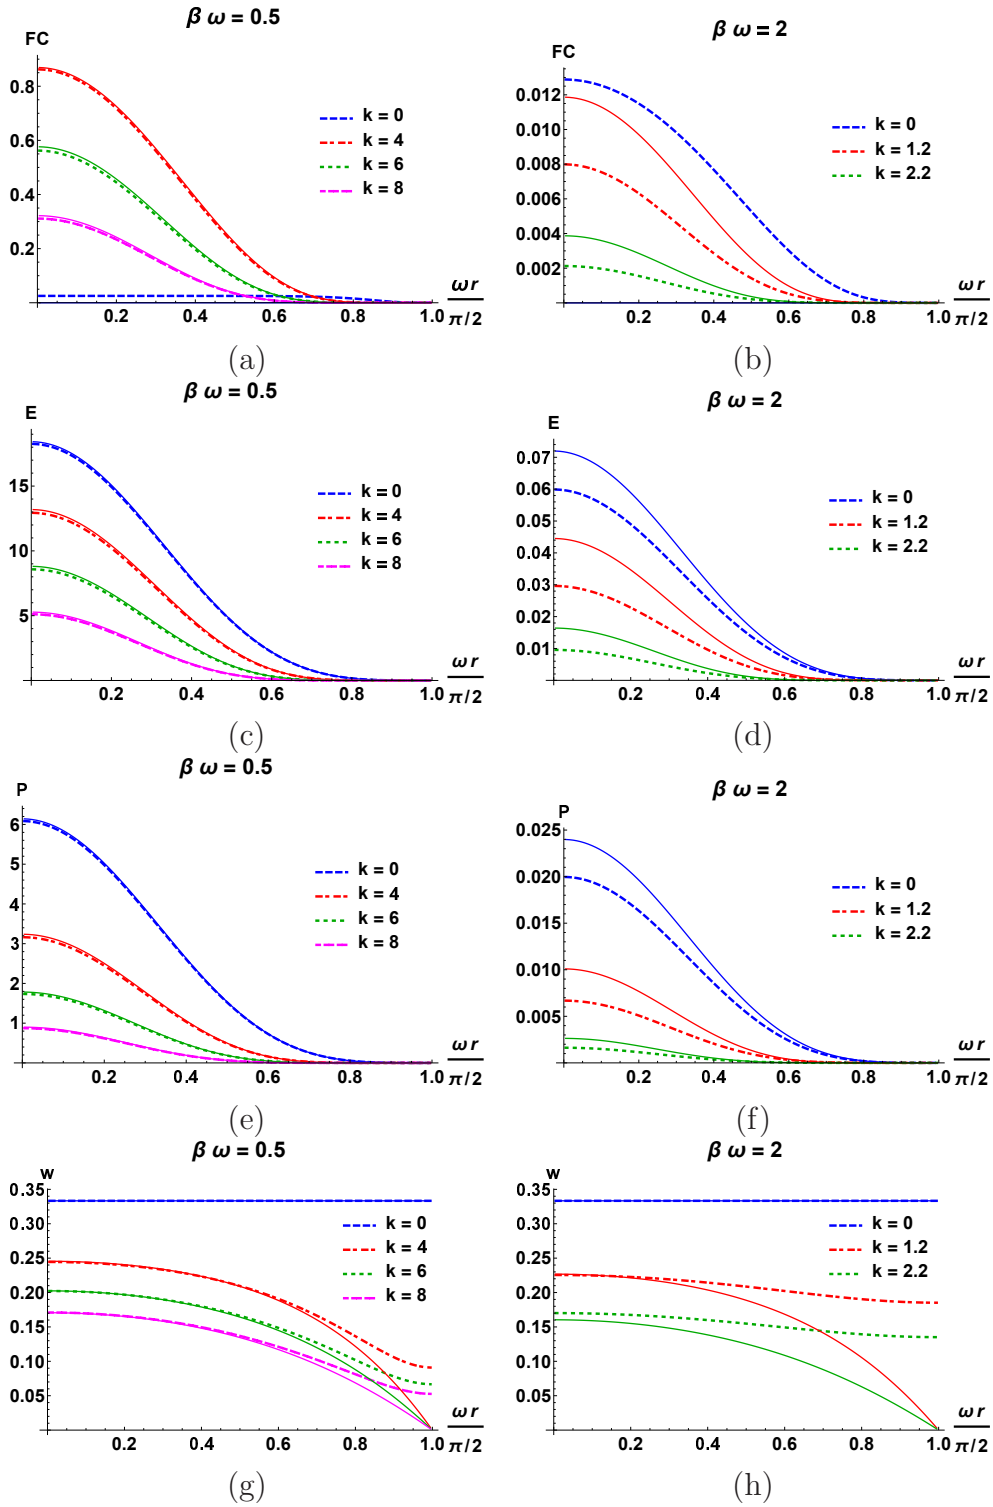 β ω = 0.5
FC
0.8
0.6
0.4
0.2
0.2 0.4 0.6 0.8 1.0
ω r
π/2
k = 0
k = 4
k = 6
k = 8
(a)
β ω = 2
FC
0.012
0.010
0.008
0.006
0.004
0.002
0.2 0.4 0.6 0.8 1.0
ω r
π/2
k = 0
k = 1.2
k = 2.2
(b)
β ω = 0.5
E
15
10
5
0.2 0.4 0.6 0.8 1.0
ω r
π/2
k = 0
k = 4
k = 6
k = 8
(c)
β ω = 2
E
0.07
0.06
0.05
0.04
0.03
0.02
0.01
0.2 0.4 0.6 0.8 1.0
ω r
π/2
k = 0
k = 1.2
k = 2.2
(d)
β ω = 0.5
P
6
5
4
3
2
1
0.2 0.4 0.6 0.8 1.0
ω r
π/2
k = 0
k = 4
k = 6
k = 8
(e)
β ω = 2
P
0.025
0.020
0.015
0.010
0.005
0.2 0.4 0.6 0.8 1.0
ω r
π/2
k = 0
k = 1.2
k = 2.2
(f)
β ω = 0.5
w
0.35
0.30
0.25
0.20
0.15
0.10
0.05
0.2 0.4 0.6 0.8 1.0
ω r
π/2
k = 0
k = 4
k = 6
k = 8
(g)
β ω = 2
w
0.35
0.30
0.25
0.20
0.15
0.10
0.05
0.2 0.4 0.6 0.8 1.0
ω r
π/2
k = 0
k = 1.2
k = 2.2
(h)